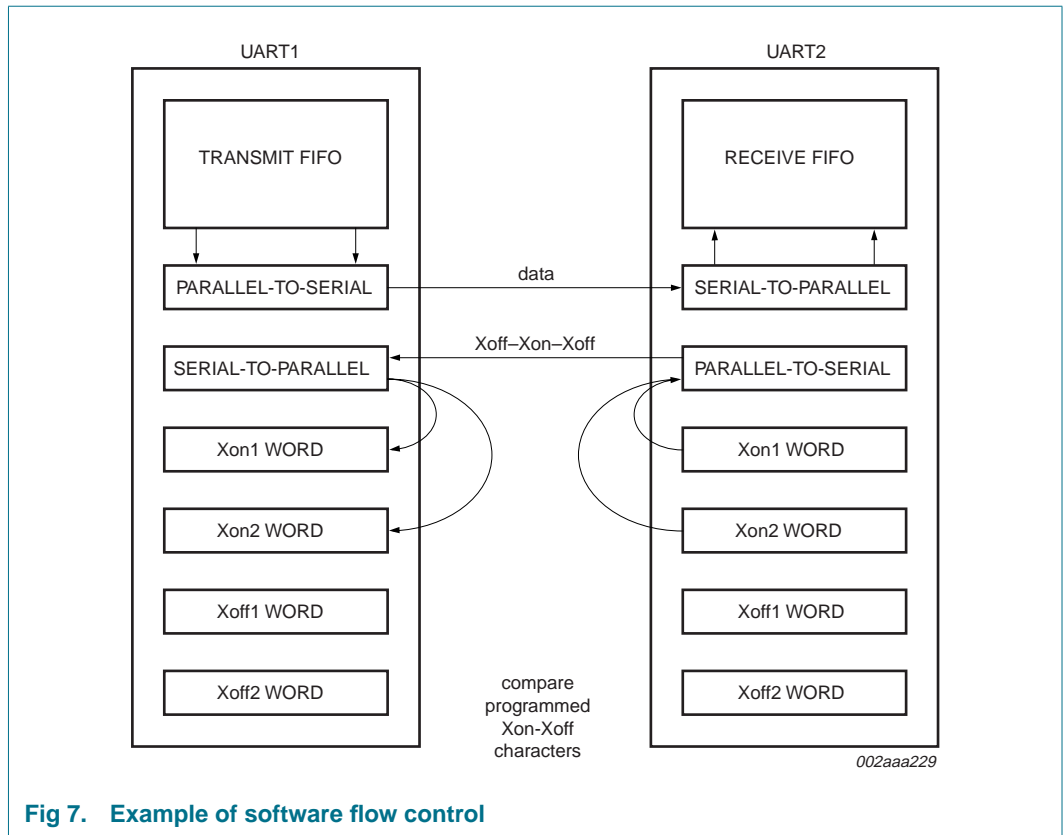 UART1
UART2
TRANSMIT FIFO
RECEIVE FIFO
PARALLEL-TO-SERIAL
data
SERIAL-TO-PARALLEL
Xoff–Xon–Xoff
SERIAL-TO-PARALLEL
PARALLEL-TO-SERIAL
Xon1 WORD
Xon1 WORD
Xon2 WORD
Xon2 WORD
Xoff1 WORD
Xoff1 WORD
Xoff2 WORD
compare
programmed
Xon-Xoff
characters
Xoff2 WORD
002aaa229
Fig 7. Example of software flow control